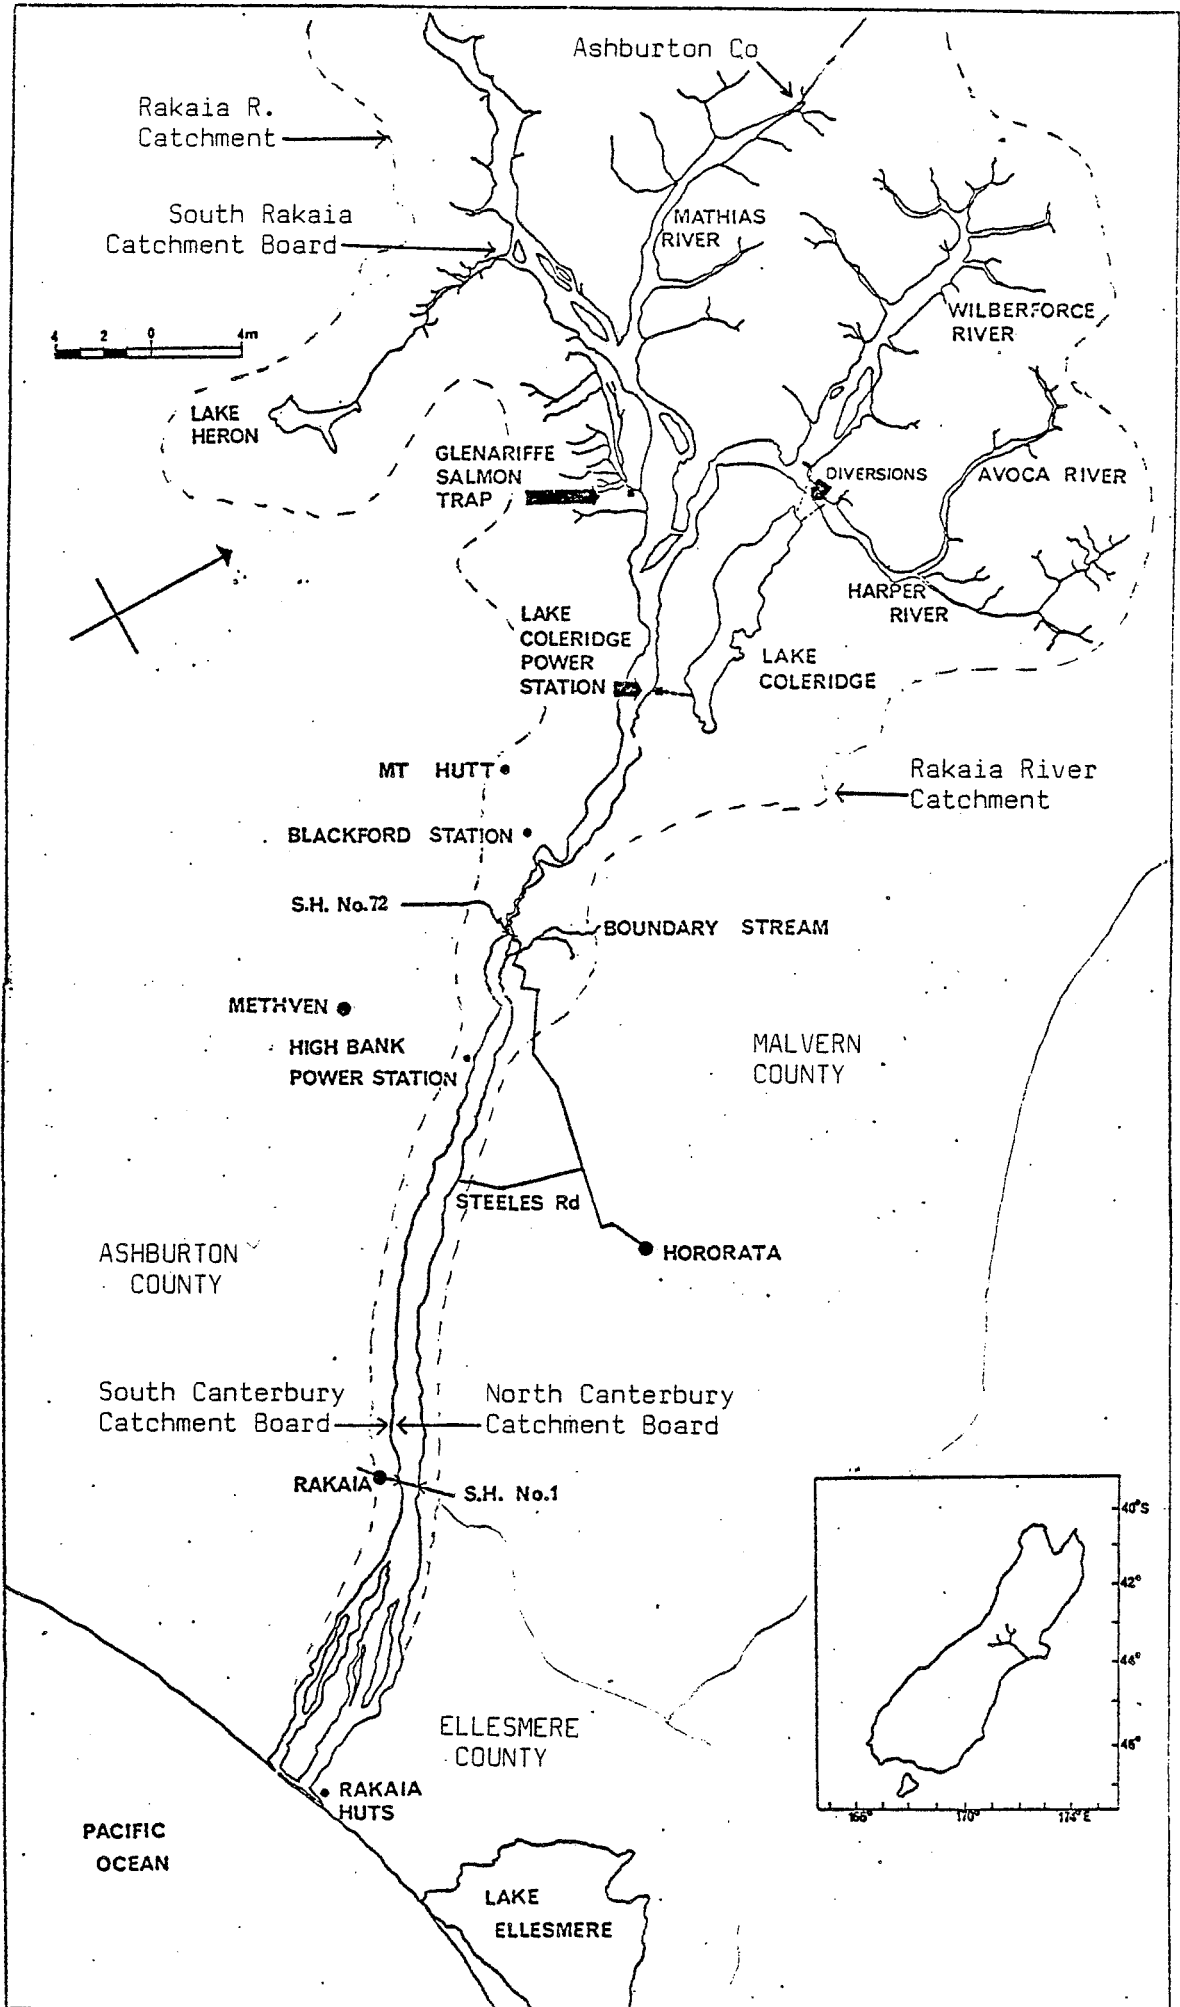 Ashburton Co
Rakaia R.
Catchment
South Rakaia
Catchment Board
MATHIAS
RIVER
WILBERFORCE
RIVER
4 2 0 4m
LAKE
HERON
GLENARIFFE
SALMON
TRAP
DIVERSIONS
AVOCA RIVER
HARPER
RIVER
LAKE
COLERIDGE
POWER
STATION
LAKE
COLERIDGE
MT HUTT
Rakaia River
Catchment
BLACKFORD STATION
S.H. No.72
BOUNDARY STREAM
METHVEN
HIGH BANK
POWER STATION
MALVERN
COUNTY
STEELES Rd
ASHBURTON
COUNTY
HORORATA
South Canterbury
Catchment Board
North Canterbury
Catchment Board
RAKAIA
S.H. No.1
40°S
42°
44°
46°
166° 170° 174°E
ELLESMERE
COUNTY
RAKAIA
HUTS
PACIFIC
OCEAN
LAKE
ELLESMERE